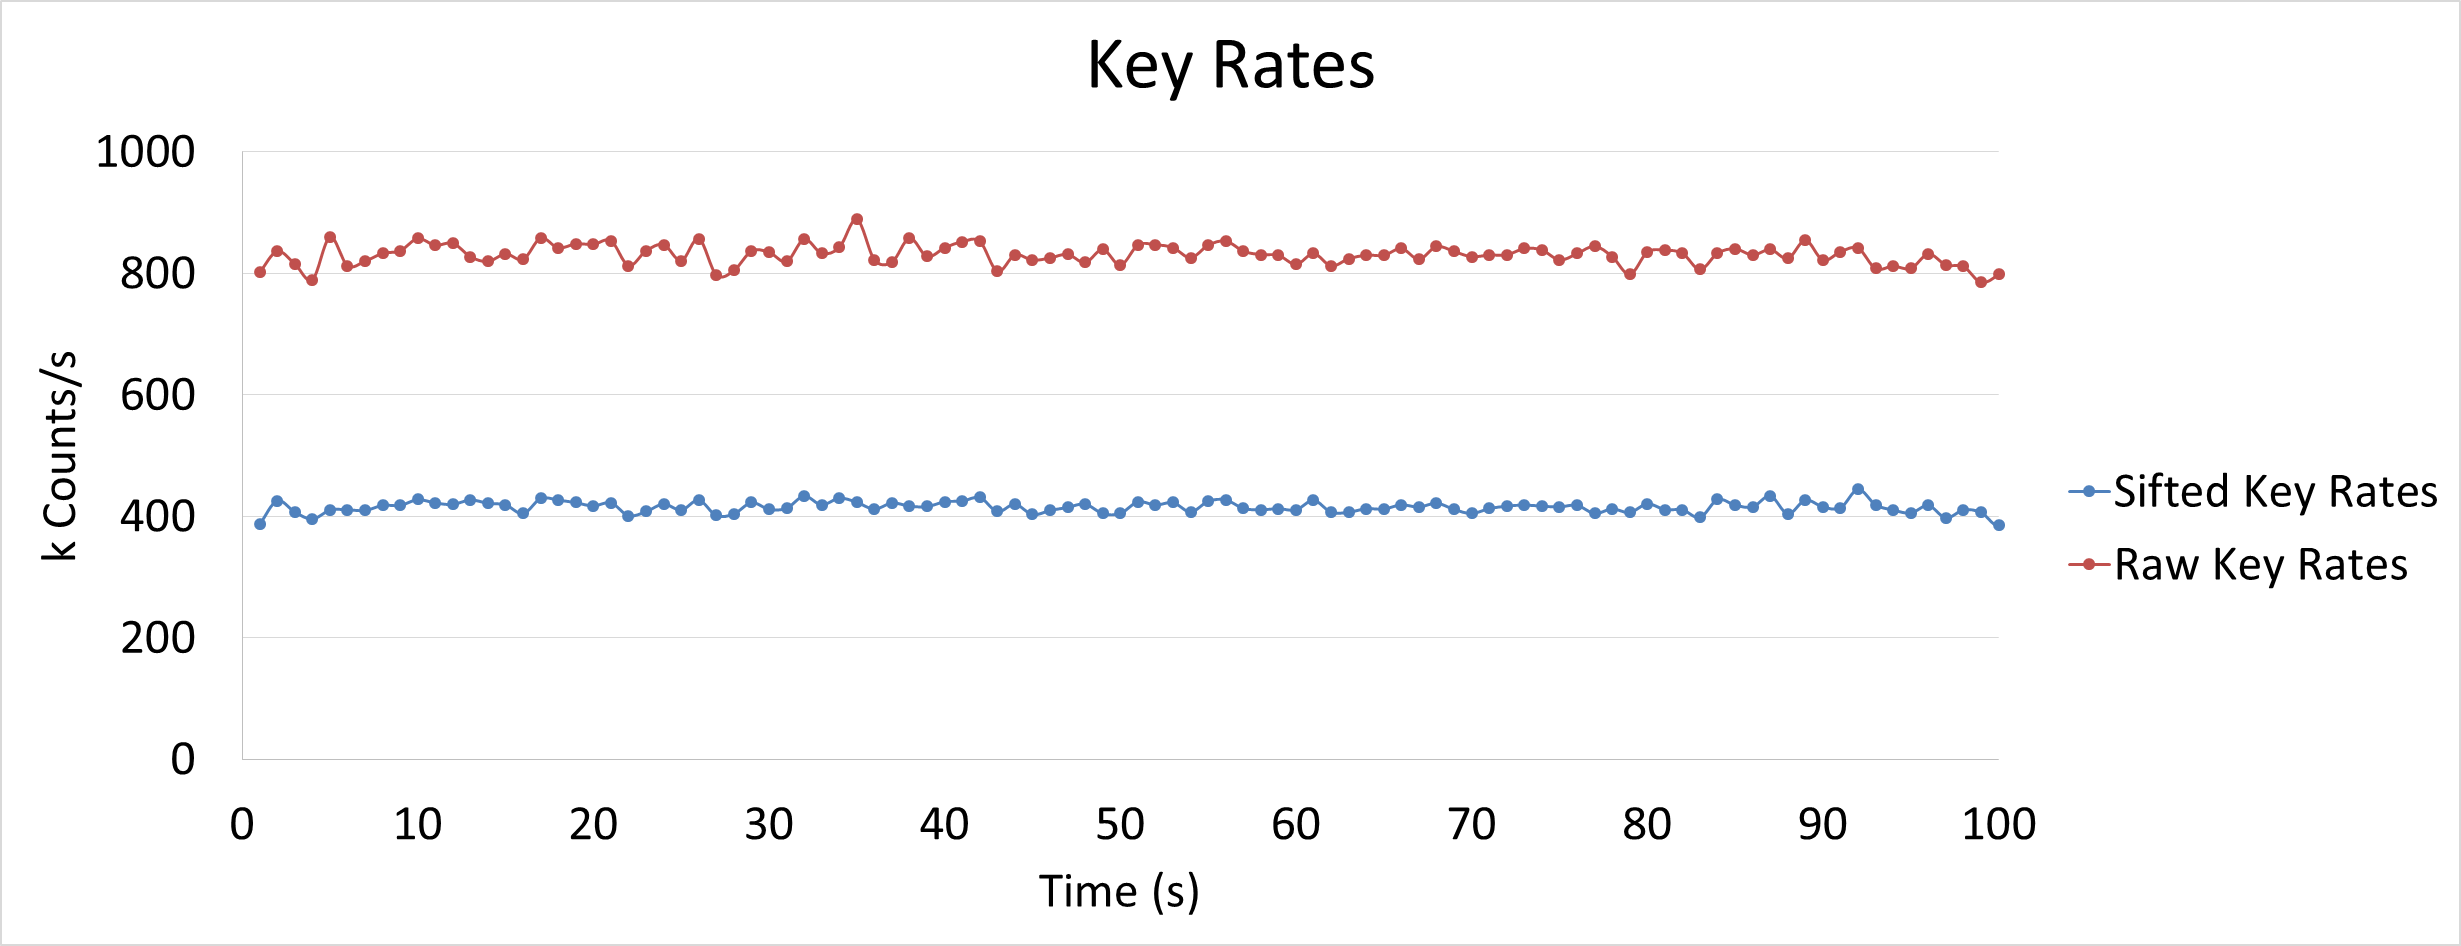 Key Rates
1000
800
600
400
200
0
k Counts/s
0 10 20 30 40 50 60 70 80 90 100
Time (s)
Sifted Key Rates
Raw Key Rates